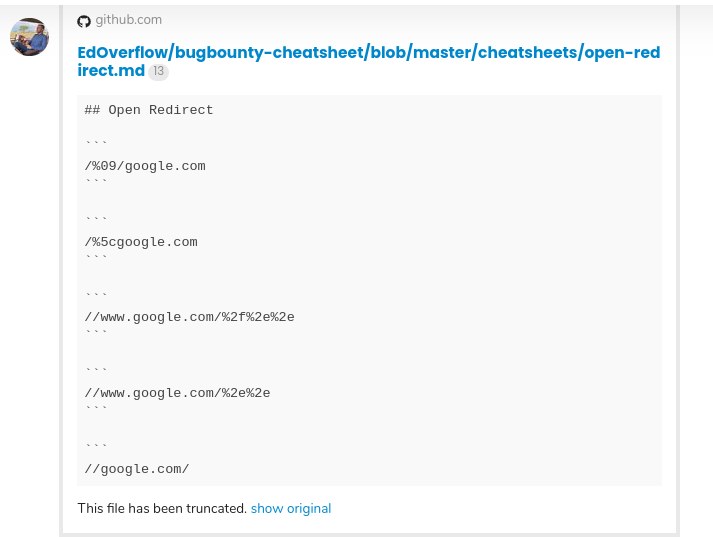 github.com
EdOverflow/bugbounty-cheatsheet/blob/master/cheatsheets/open-red
irect.md 13
## Open Redirect
```
/%09/google.com
```
```
/%5cgoogle.com
```
```
//www.google.com/%2f%2e%2e
```
```
//www.google.com/%2e%2e
```
```
//google.com/
This file has been truncated. show original